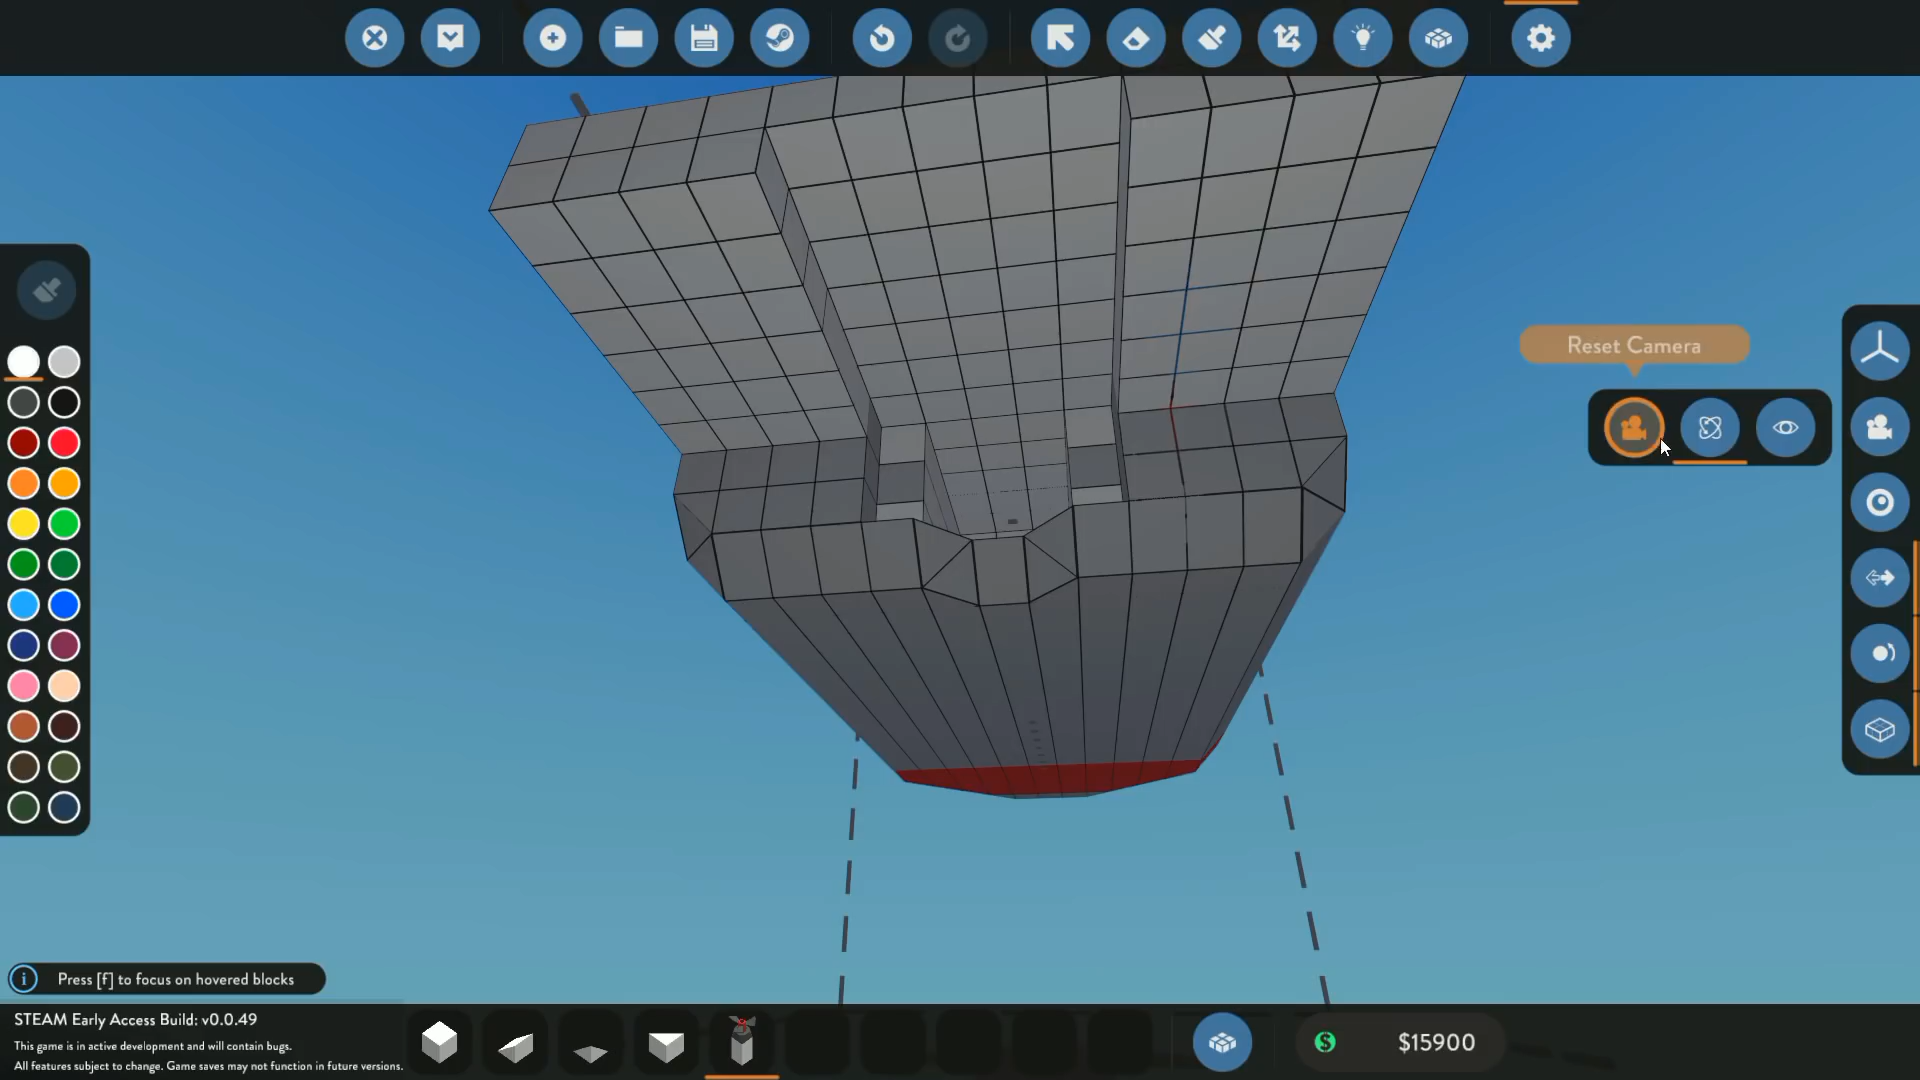 Reset Camera
i Press [f] to focus on hovered blocks
STEAM Early Access Build: v0.0.49
This game is in active development and will contain bugs.
All features subject to change. Game saves may not function in future versions.
$ $15900